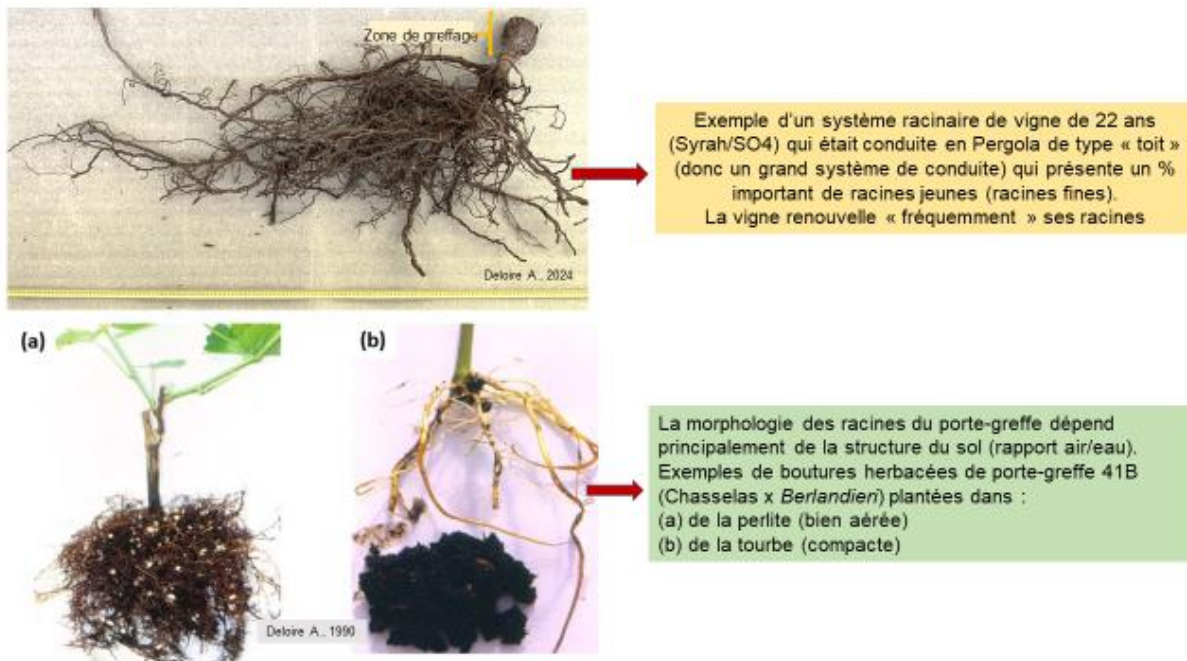 Zone de greffage
Exemple d'un système racinaire de vigne de 22 ans
(Syrah/SO4) qui était conduite en Pergola de type « toit »
(donc un grand système de conduite) qui présente un %
important de racines jeunes (racines fines).
La vigne renouvelle « fréquemment » ses racines
Deloire A., 2024
(a)
(b)
La morphologie des racines du porte-greffe dépend
principalement de la structure du sol (rapport air/eau).
Exemples de boutures herbacées de porte-greffe 41B
(Chasselas x Berlandieri) plantées dans :
(a) de la perlite (bien aérée)
(b) de la tourbe (compacte)
Deloire A., 1990